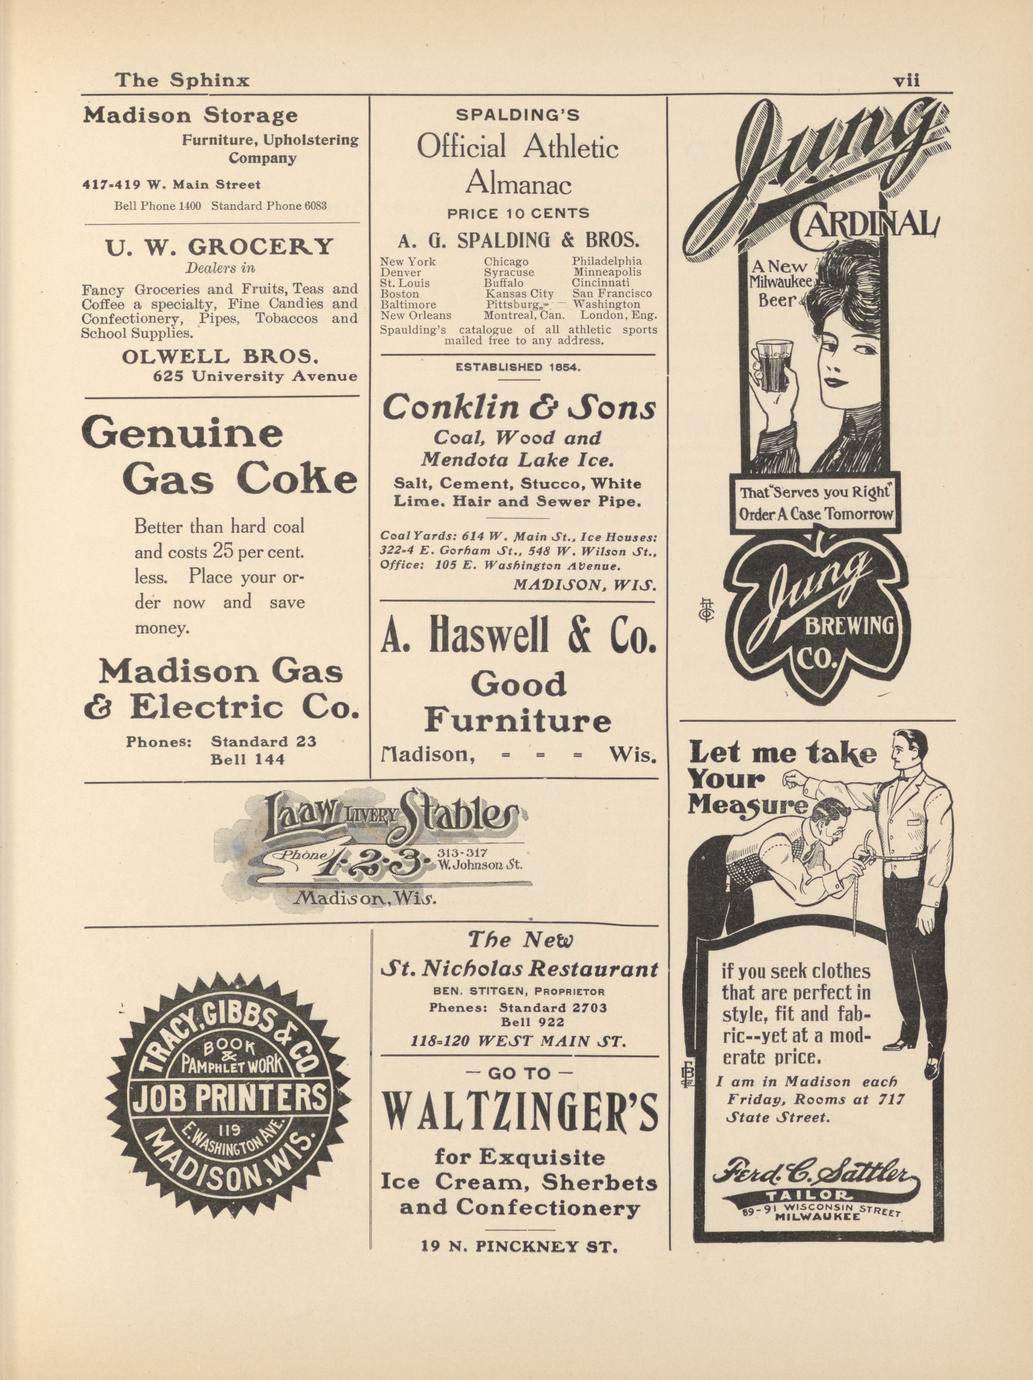 The Sphinx
vii
Madison Storage
Furniture, Upholstering
Company
417-419 W. Main Street
Bell Phone 1400 Standard Phone 6083
U. W. GROCERY
Dealers in
Fancy Groceries and Fruits, Teas and
Coffee a specialty, Fine Candies and
Confectionery, Pipes, Tobaccos and
School Supplies.
OLWELL BROS.
625 University Avenue
Genuine
Gas Coke
Better than hard coal
and costs 25 per cent.
less. Place your or-
der now and save
money.
Madison Gas
& Electric Co.
Phones: Standard 23
Bell 144
SPALDING'S
Official Athletic
Almanac
PRICE 10 CENTS
A. G. SPALDING & BROS.
New York Chicago Philadelphia
Denver Syracuse Minneapolis
St. Louis Buffalo Cincinnati
Boston Kansas City San Francisco
Baltimore Pittsburg, Washington
New Orleans Montreal, Can. London, Eng.
Spaulding's catalogue of all athletic sports
mailed free to any address.
ESTABLISHED 1854.
Conklin & Sons
Coal, Wood and
Mendota Lake Ice.
Salt, Cement, Stucco, White
Lime, Hair and Sewer Pipe.
Coal Yards: 614 W. Main St., Ice Houses:
322-4 E. Gorham St., 548 W. Wilson St.,
Office: 105 E. Washington Avenue.
MADISON, WIS.
A. Haswell & Co.
Good
Furniture
Madison, - - - Wis.
Laaw LIVERY Stables
Phone 1-2-3- 313-317
W. Johnson St.
Madison, Wis.
TRACY, GIBBS & CO.
BOOK
&
PAMPHLET WORK
JOB PRINTERS
119
E. WASHINGTON AVE.
MADISON, WIS.
The New
St. Nicholas Restaurant
BEN. STITGEN, PROPRIETOR
Phenes: Standard 2703
Bell 922
118-120 WEST MAIN ST.
— GO TO —
WALTZINGER'S
for Exquisite
Ice Cream, Sherbets
and Confectionery
19 N. PINCKNEY ST.
Jung
CARDINAL
A New
Milwaukee
Beer
That "Serves you Right"
Order A Case Tomorrow
Jung
BREWING
CO.
Let me take
Your
Measure
if you seek clothes
that are perfect in
style, fit and fab-
ric--yet at a mod-
erate price.
I am in Madison each
Friday, Rooms at 717
State Street.
Ferd. C. Sattler
TAILOR
89-91 WISCONSIN STREET
MILWAUKEE